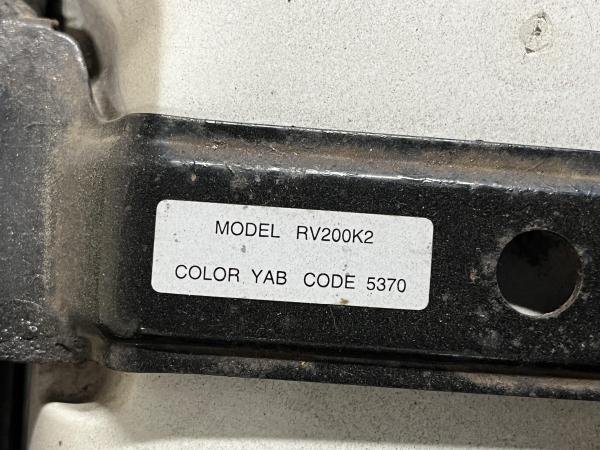 MODEL RV200K2
COLOR YAB CODE 5370